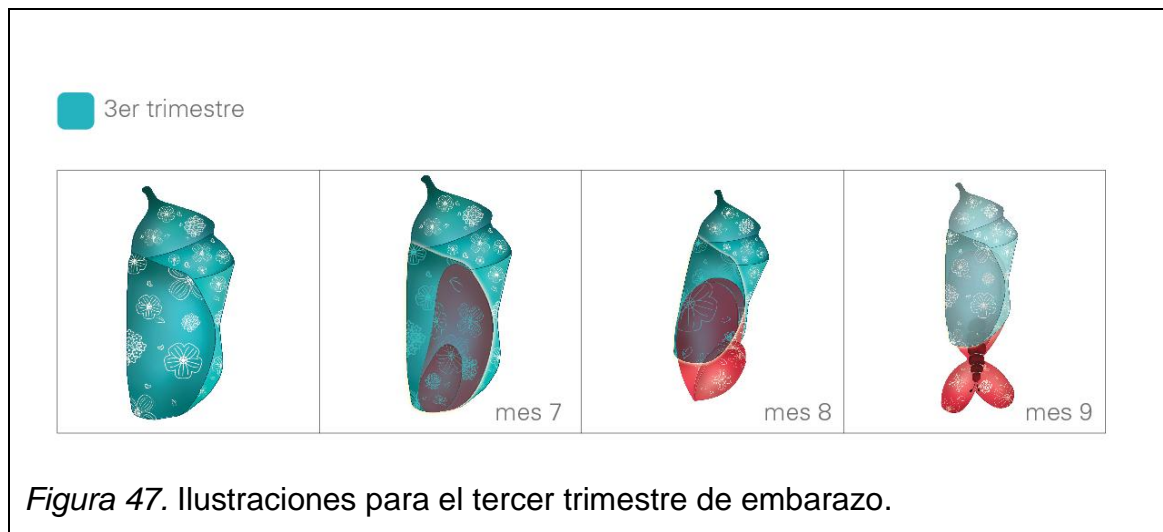 3er trimestre
mes 7
mes 8
mes 9
Figura 47. Ilustraciones para el tercer trimestre de embarazo.